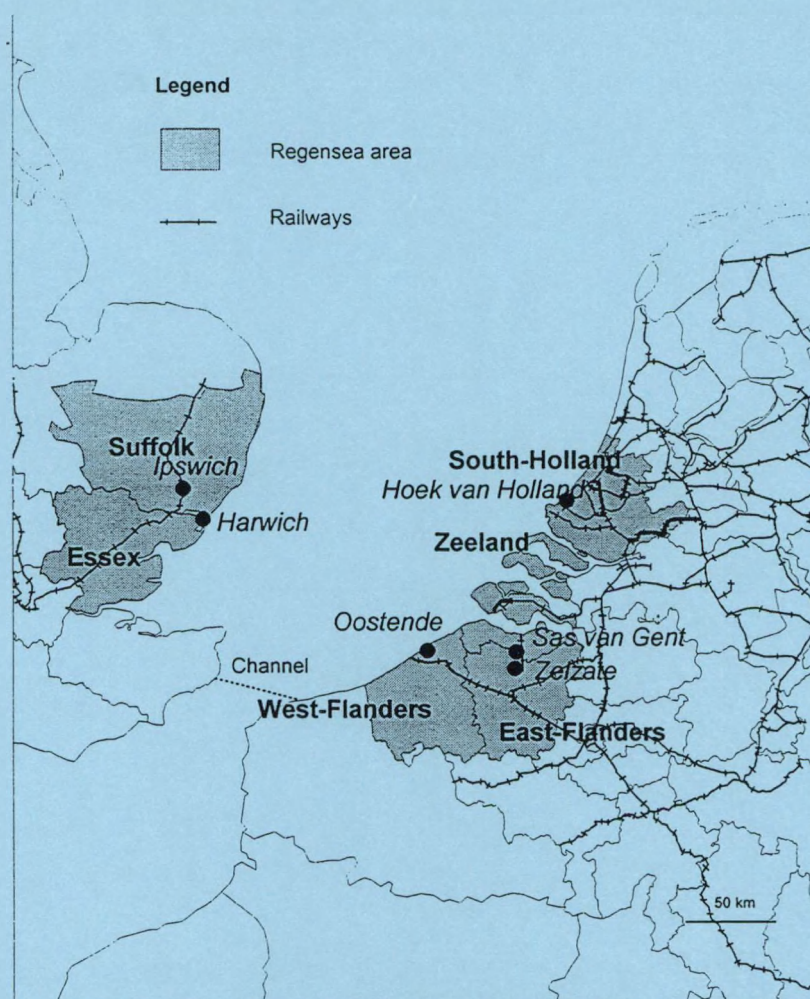 Legend
Regensea area
Railways
Suffolk
Ipswich
Harwich
Essex
South-Holland
Hoek van Holland
Zeeland
Oostende
Sas van Gent
Zelzate
Channel
West-Flanders
East-Flanders
50 km